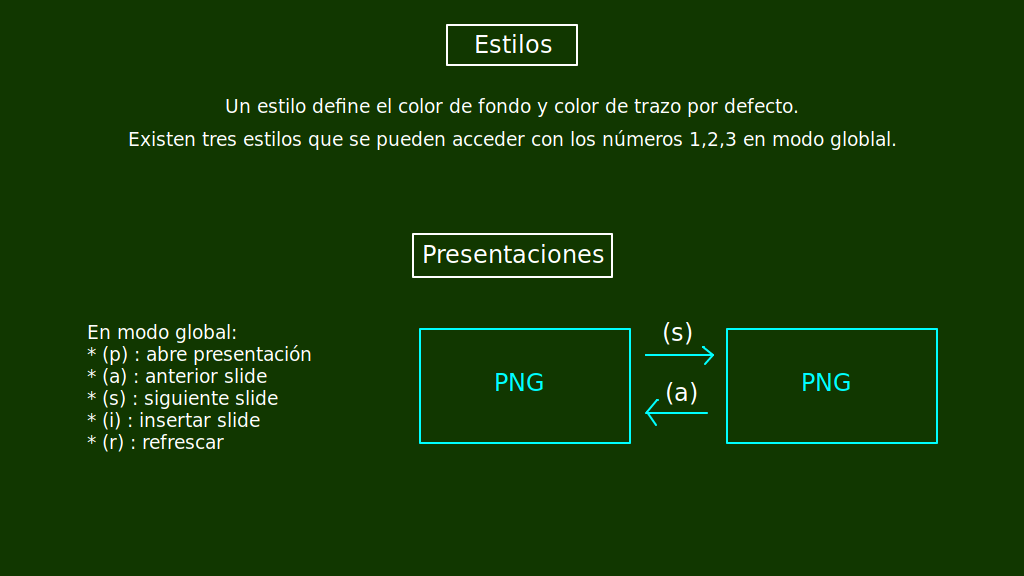 Estilos
Un estilo define el color de fondo y color de trazo por defecto.
Existen tres estilos que se pueden acceder con los números 1,2,3 en modo globlal.
Presentaciones
En modo global:
* (p) : abre presentación
* (a) : anterior slide
* (s) : siguiente slide
* (i) : insertar slide
* (r) : refrescar
PNG
(s)
(a)
PNG